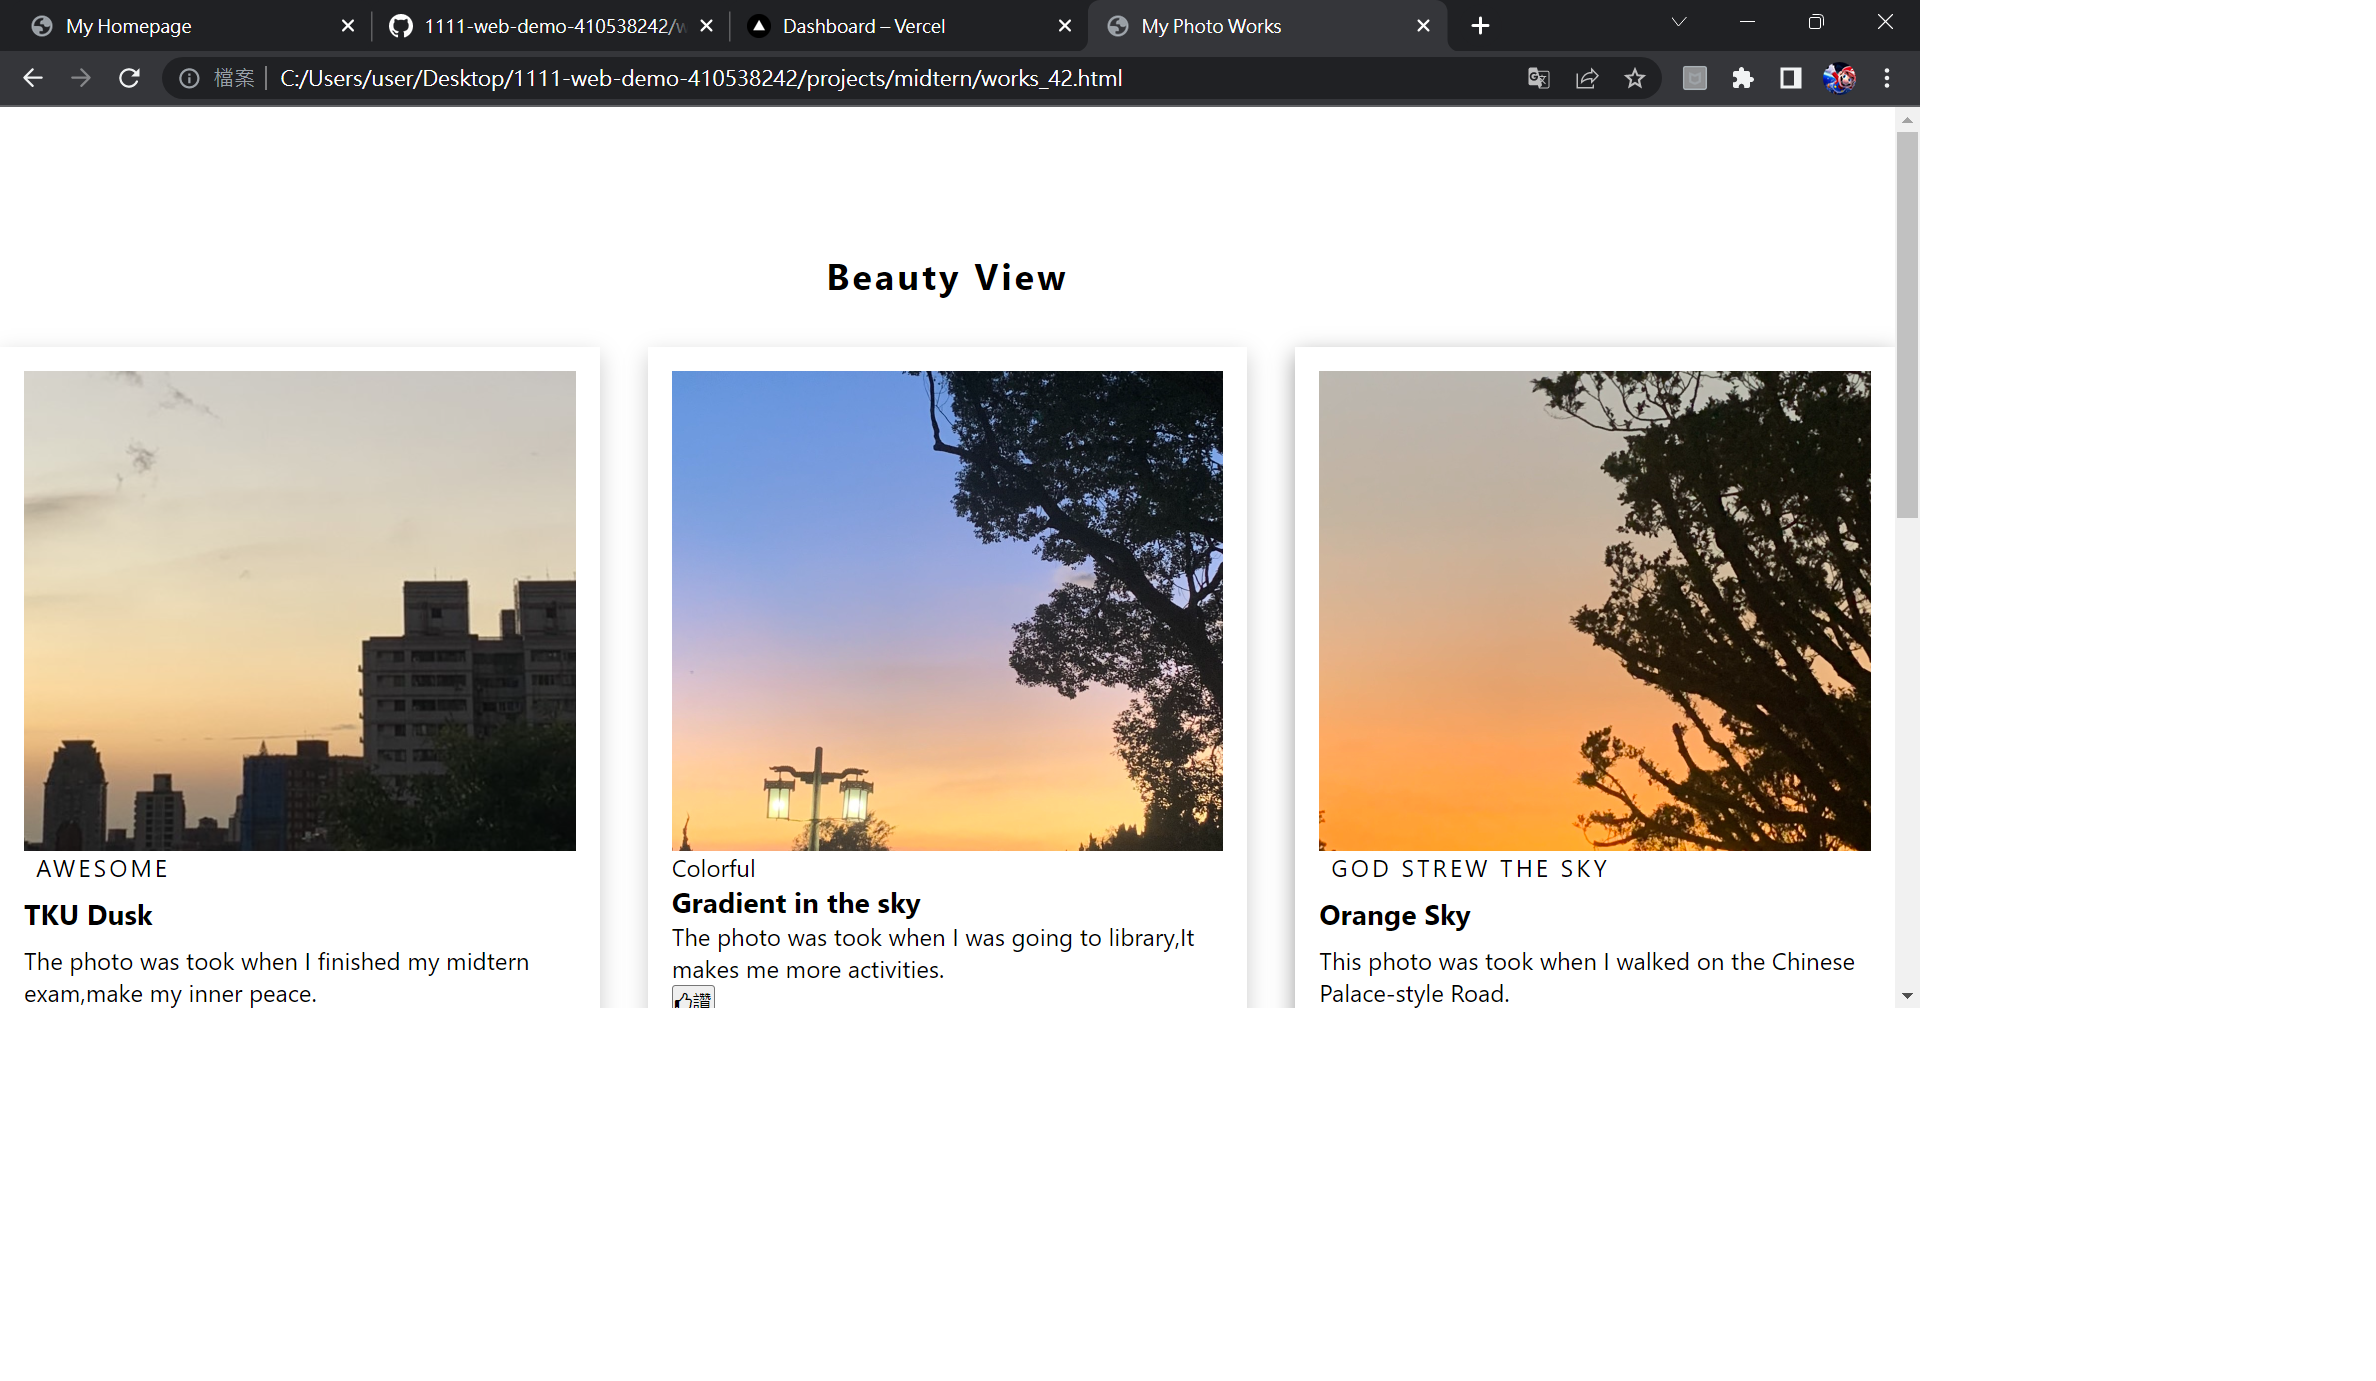 My Homepage
1111-web-demo-410538242/w
Dashboard – Vercel
My Photo Works
檔案
C:/Users/user/Desktop/1111-web-demo-410538242/projects/midtern/works_42.html
Beauty View
AWESOME
TKU Dusk
The photo was took when I finished my midtern
exam,make my inner peace.
Colorful
Gradient in the sky
The photo was took when I was going to library,It
makes me more activities.
讚
GOD STREW THE SKY
Orange Sky
This photo was took when I walked on the Chinese
Palace-style Road.